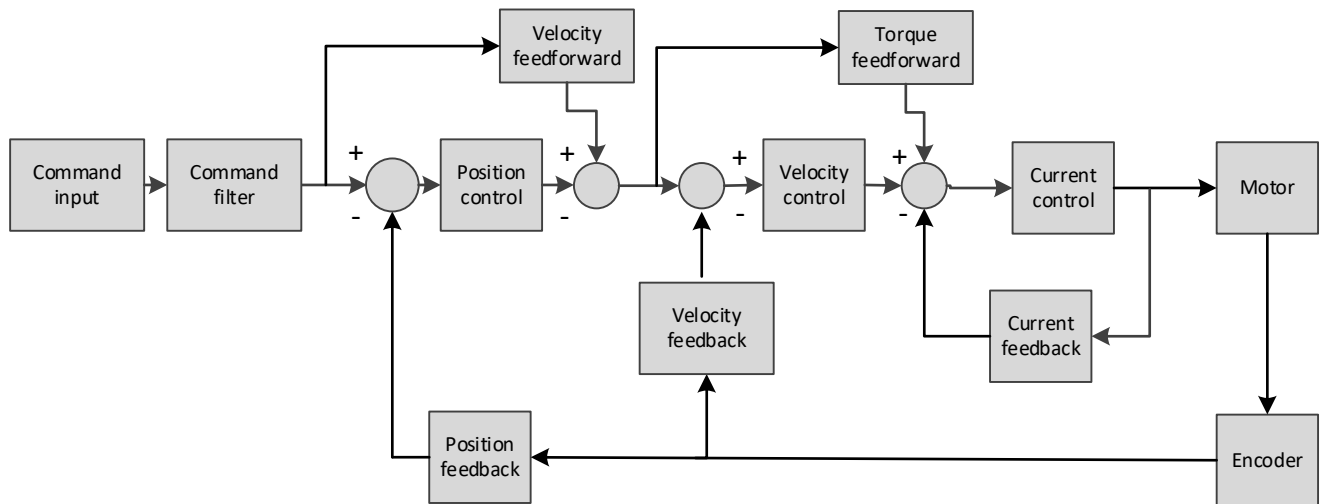 Velocity
feedforward
Torque
feedforward
Command
input
Command
filter
+
-
Position
control
+
-
+
-
Velocity
control
+
-
Current
control
Motor
Velocity
feedback
Current
feedback
Position
feedback
Encoder